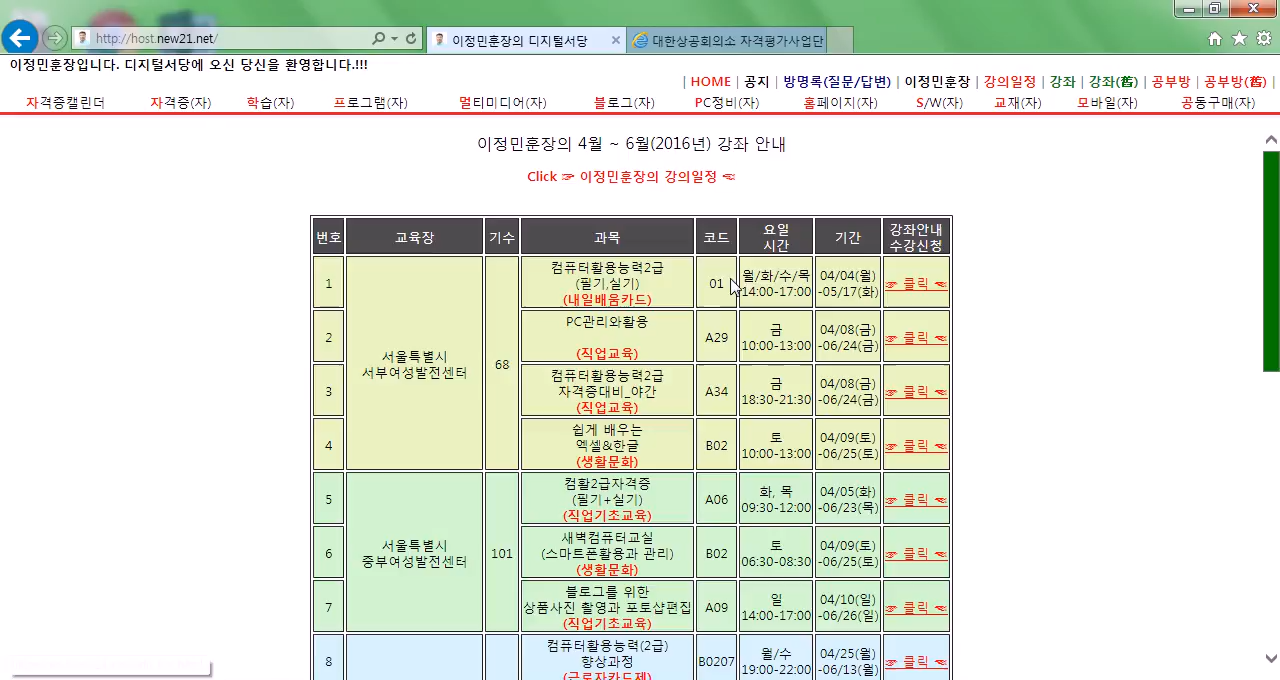 http://host.new21.net/
이정민훈장의 디지털서당
대한상공회의소 자격평가사업단
이정민훈장입니다. 디지털서당에 오신 당신을 환영합니다.!!!
| HOME | 공지 | 방명록(질문/답변) | 이정민훈장 | 강의일정 | 강좌 | 강좌(舊) | 공부방 | 공부방(舊) |
자격증캘린더 자격증(자) 학습(자) 프로그램(자) 멀티미디어(자) 블로그(자) PC정비(자) 홈페이지(자) S/W(자) 교재(자) 모바일(자) 공동구매(자)
이정민훈장의 4월 ~ 6월(2016년) 강좌 안내
Click ☞ 이정민훈장의 강의일정 ☜
번호 교육장 기수 과목 코드 요일 시간 기간 강좌안내 수강신청
1 서울특별시 서부여성발전센터 68 컴퓨터활용능력2급 (필기,실기) (내일배움카드) 01 월/화/수/목 14:00-17:00 04/04(월) -05/17(화) ☞ 클릭 ☜
2 PC관리와활용 (직업교육) A29 금 10:00-13:00 04/08(금) -06/24(금) ☞ 클릭 ☜
3 컴퓨터활용능력2급 자격증대비_야간 (직업교육) A34 금 18:30-21:30 04/08(금) -06/24(금) ☞ 클릭 ☜
4 쉽게 배우는 엑셀&한글 (생활문화) B02 토 10:00-13:00 04/09(토) -06/25(토) ☞ 클릭 ☜
5 서울특별시 중부여성발전센터 101 컴활2급자격증 (필기+실기) (직업기초교육) A06 화, 목 09:30-12:00 04/05(화) -06/23(목) ☞ 클릭 ☜
6 새벽컴퓨터교실 (스마트폰활용과 관리) (생활문화) B02 토 06:30-08:30 04/09(토) -06/25(토) ☞ 클릭 ☜
7 블로그를 위한 상품사진 촬영과 포토샵편집 (직업기초교육) A09 일 14:00-17:00 04/10(일) -06/26(일) ☞ 클릭 ☜
8 컴퓨터활용능력(2급) 향상과정 (근로자카드제) B0207 월/수 19:00-22:00 04/25(월) -06/13(월) ☞ 클릭 ☜